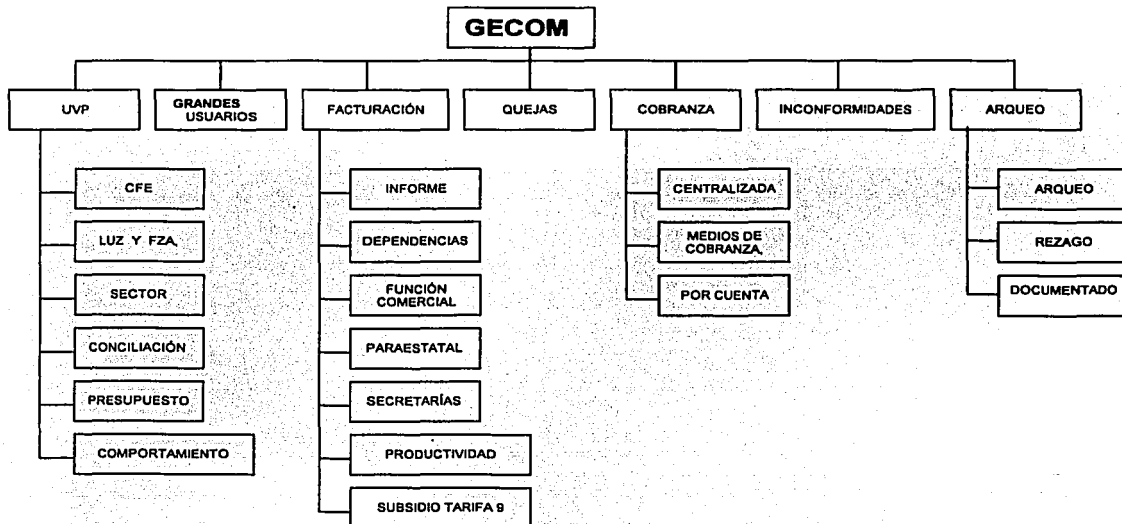 GECOM
UVP
GRANDES
USUARIOS
FACTURACIÓN
QUEJAS
COBRANZA
INCONFORMIDADES
ARQUEO
CFE
LUZ Y FZA,
SECTOR
CONCILIACIÓN
PRESUPUESTO
COMPORTAMIENTO
INFORME
DEPENDENCIAS
FUNCIÓN
COMERCIAL
PARAESTATAL
SECRETARÍAS
PRODUCTIVIDAD
SUBSIDIO TARIFA 9
CENTRALIZADA
MEDIOS DE
COBRANZA,
POR CUENTA
ARQUEO
REZAGO
DOCUMENTADO